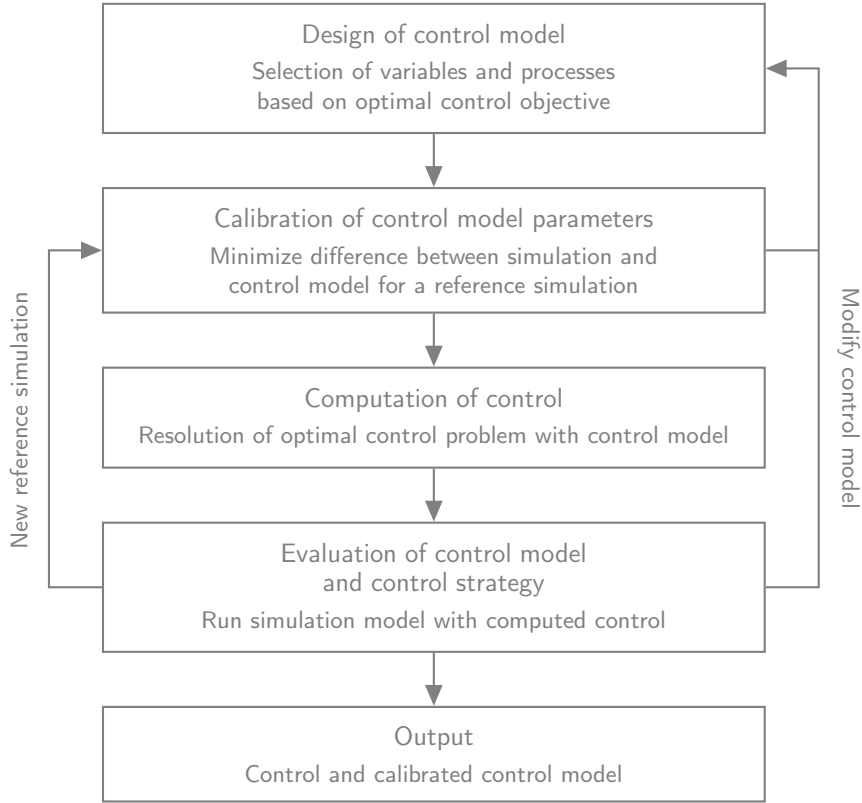 Design of control model
Selection of variables and processes
based on optimal control objective
Calibration of control model parameters
Minimize difference between simulation and
control model for a reference simulation
New reference simulation
Modify control model
Computation of control
Resolution of optimal control problem with control model
Evaluation of control model
and control strategy
Run simulation model with computed control
Output
Control and calibrated control model